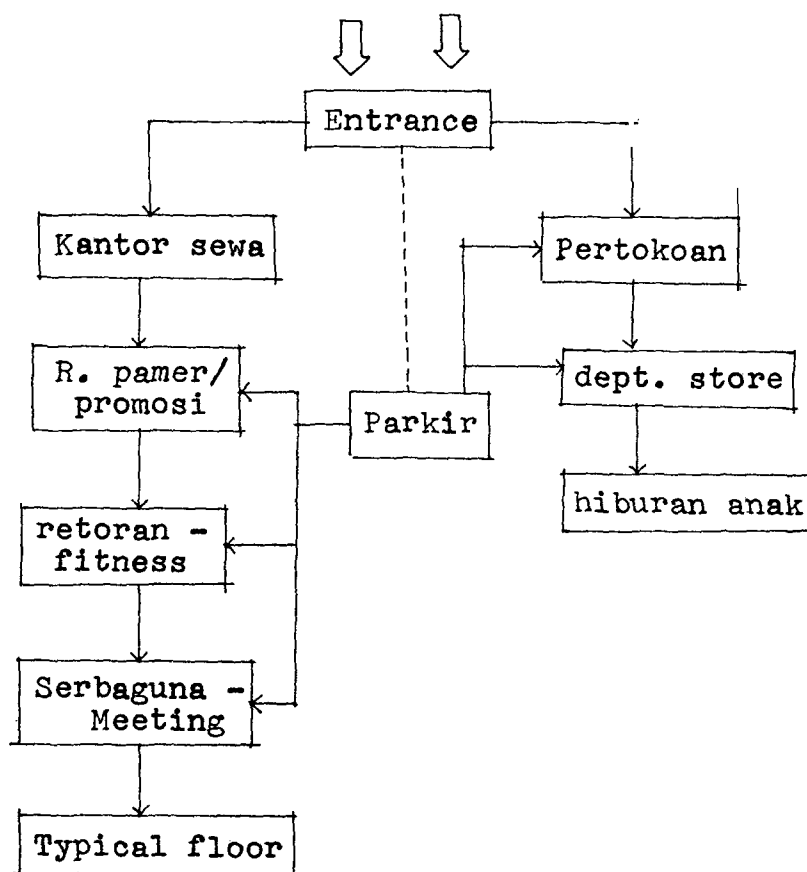 Entrance
Kantor sewa
Pertokoan
R. pamer/
promosi
Parkir
dept. store
retoran -
fitness
hiburan anak
Serbaguna -
Meeting
Typical floor